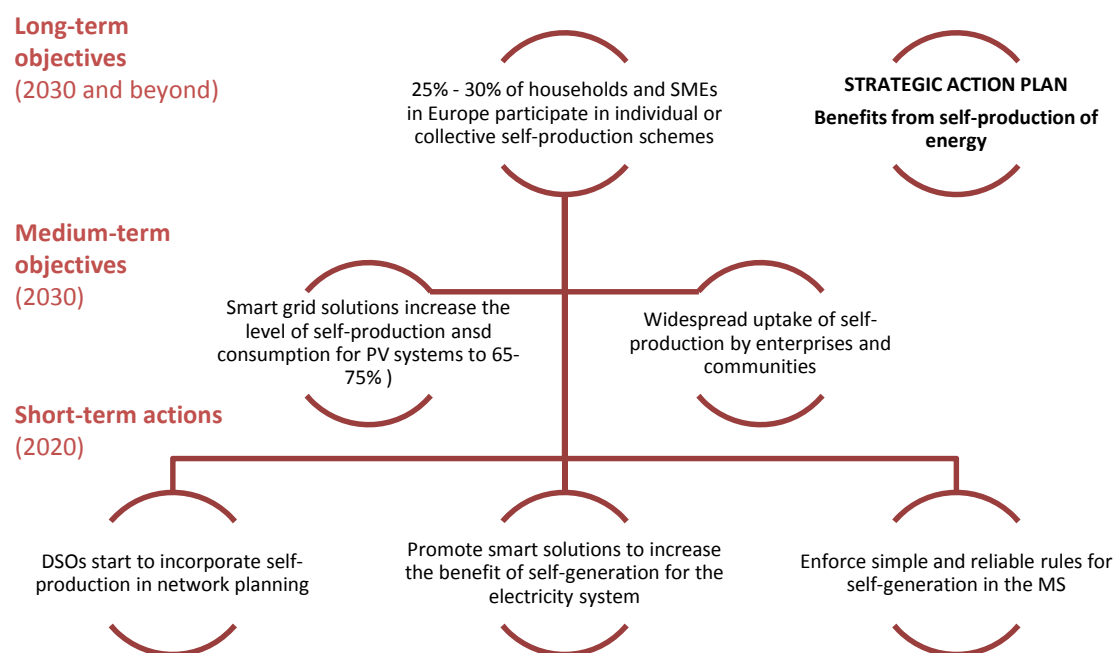 Long-term
objectives
(2030 and beyond)
25% - 30% of households and SMEs
in Europe participate in individual or
collective self-production schemes
STRATEGIC ACTION PLAN
Benefits from self-production of
energy
Medium-term
objectives
(2030)
Smart grid solutions increase the
level of self-production ansd
consumption for PV systems to 65-
75% )
Widespread uptake of self-
production by enterprises and
communities
Short-term actions
(2020)
DSOs start to incorporate self-
production in network planning
Promote smart solutions to increase
the benefit of self-generation for the
electricity system
Enforce simple and reliable rules for
self-generation in the MS